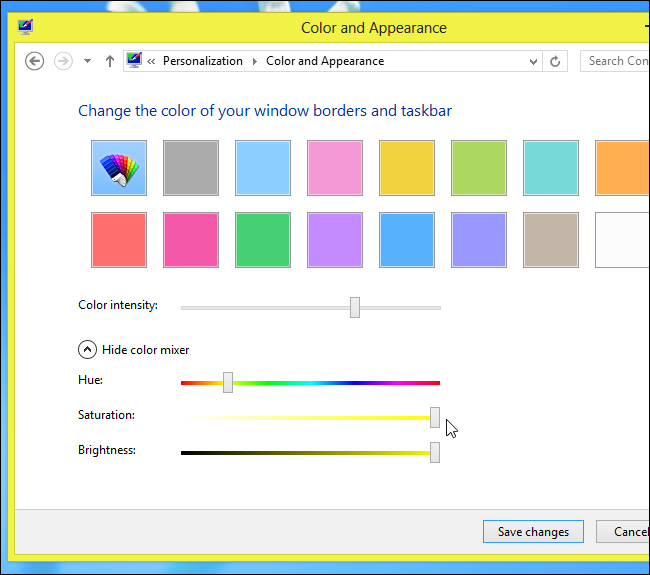 Color and Appearance
« Personalization Color and Appearance
Search Con
Change the color of your window borders and taskbar
Color intensity:
Hide color mixer
Hue:
Saturation:
Brightness:
Save changes
Cancel